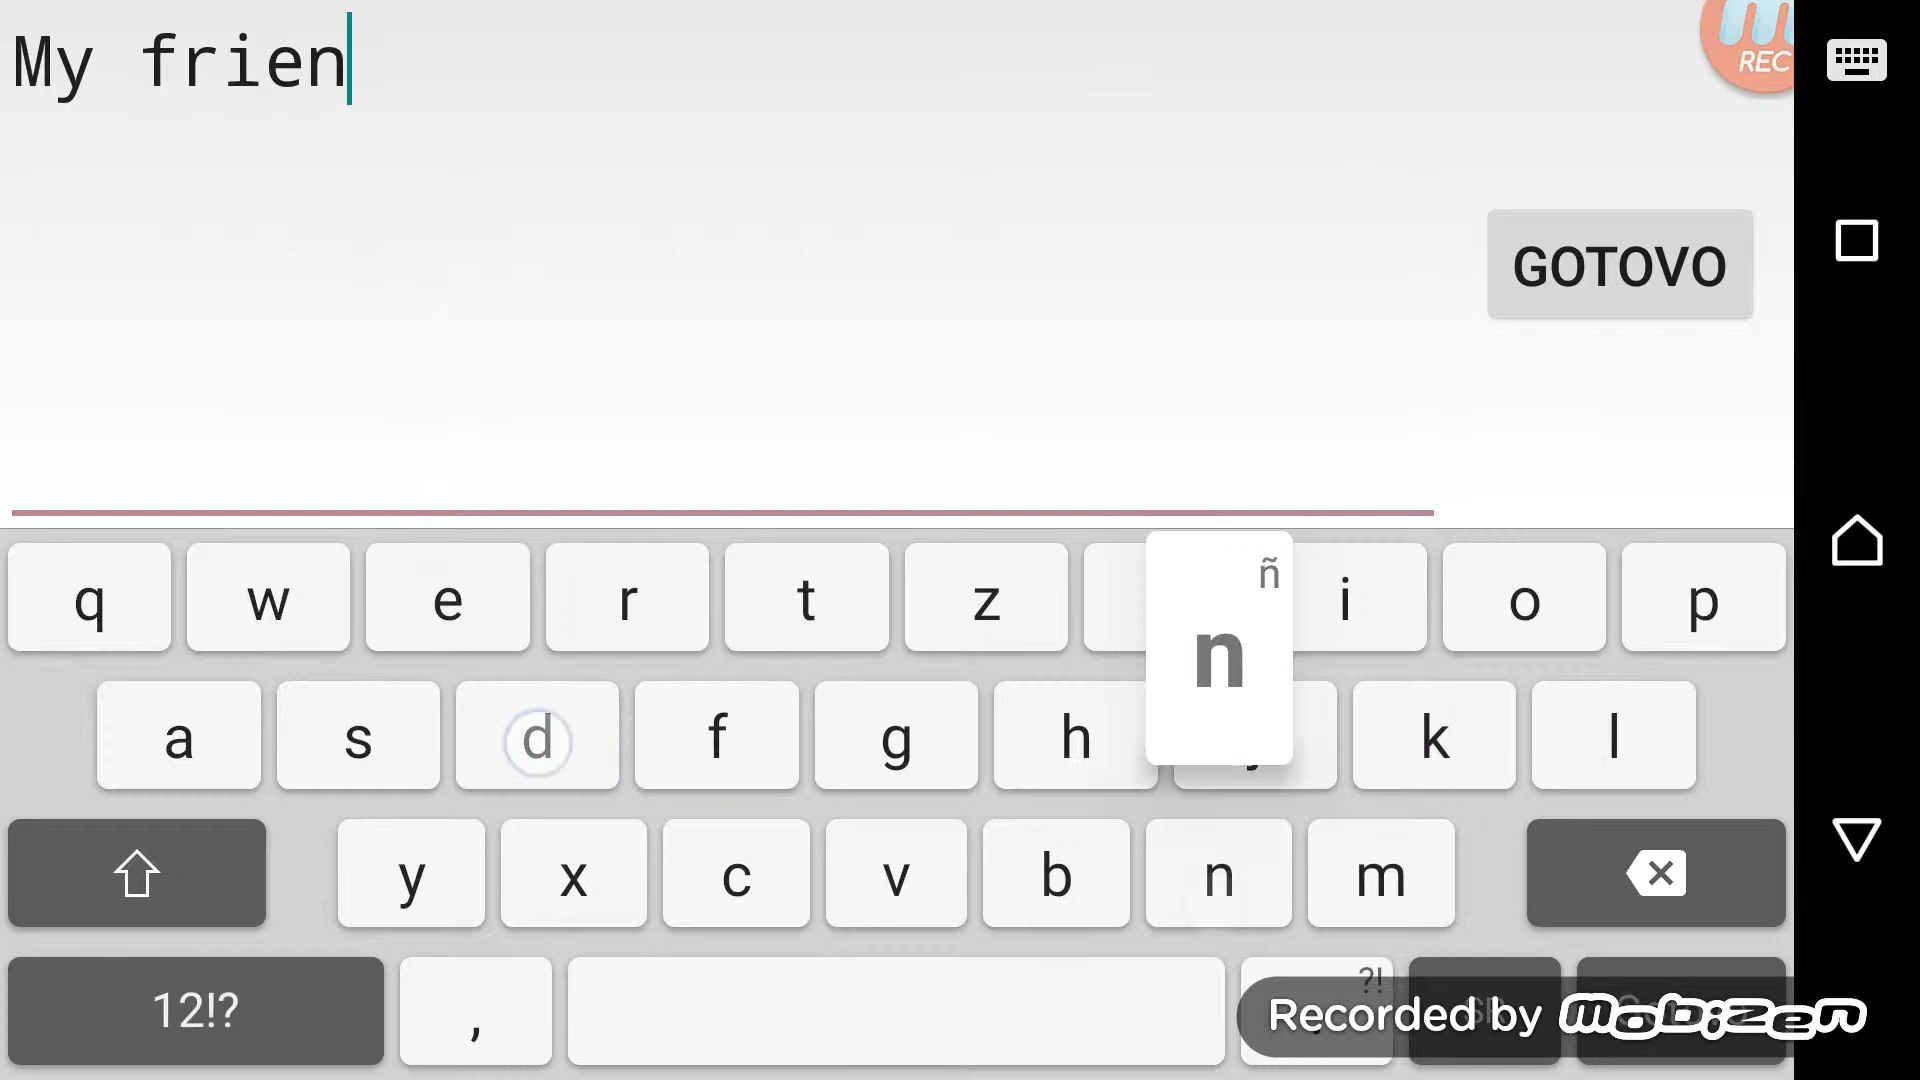 My frien
REC
GOTOVO
ñ
n
q w e r t z i o p
a s d f g h k l
y x c v b n m
?!
12!? ,
Recorded by mobizen